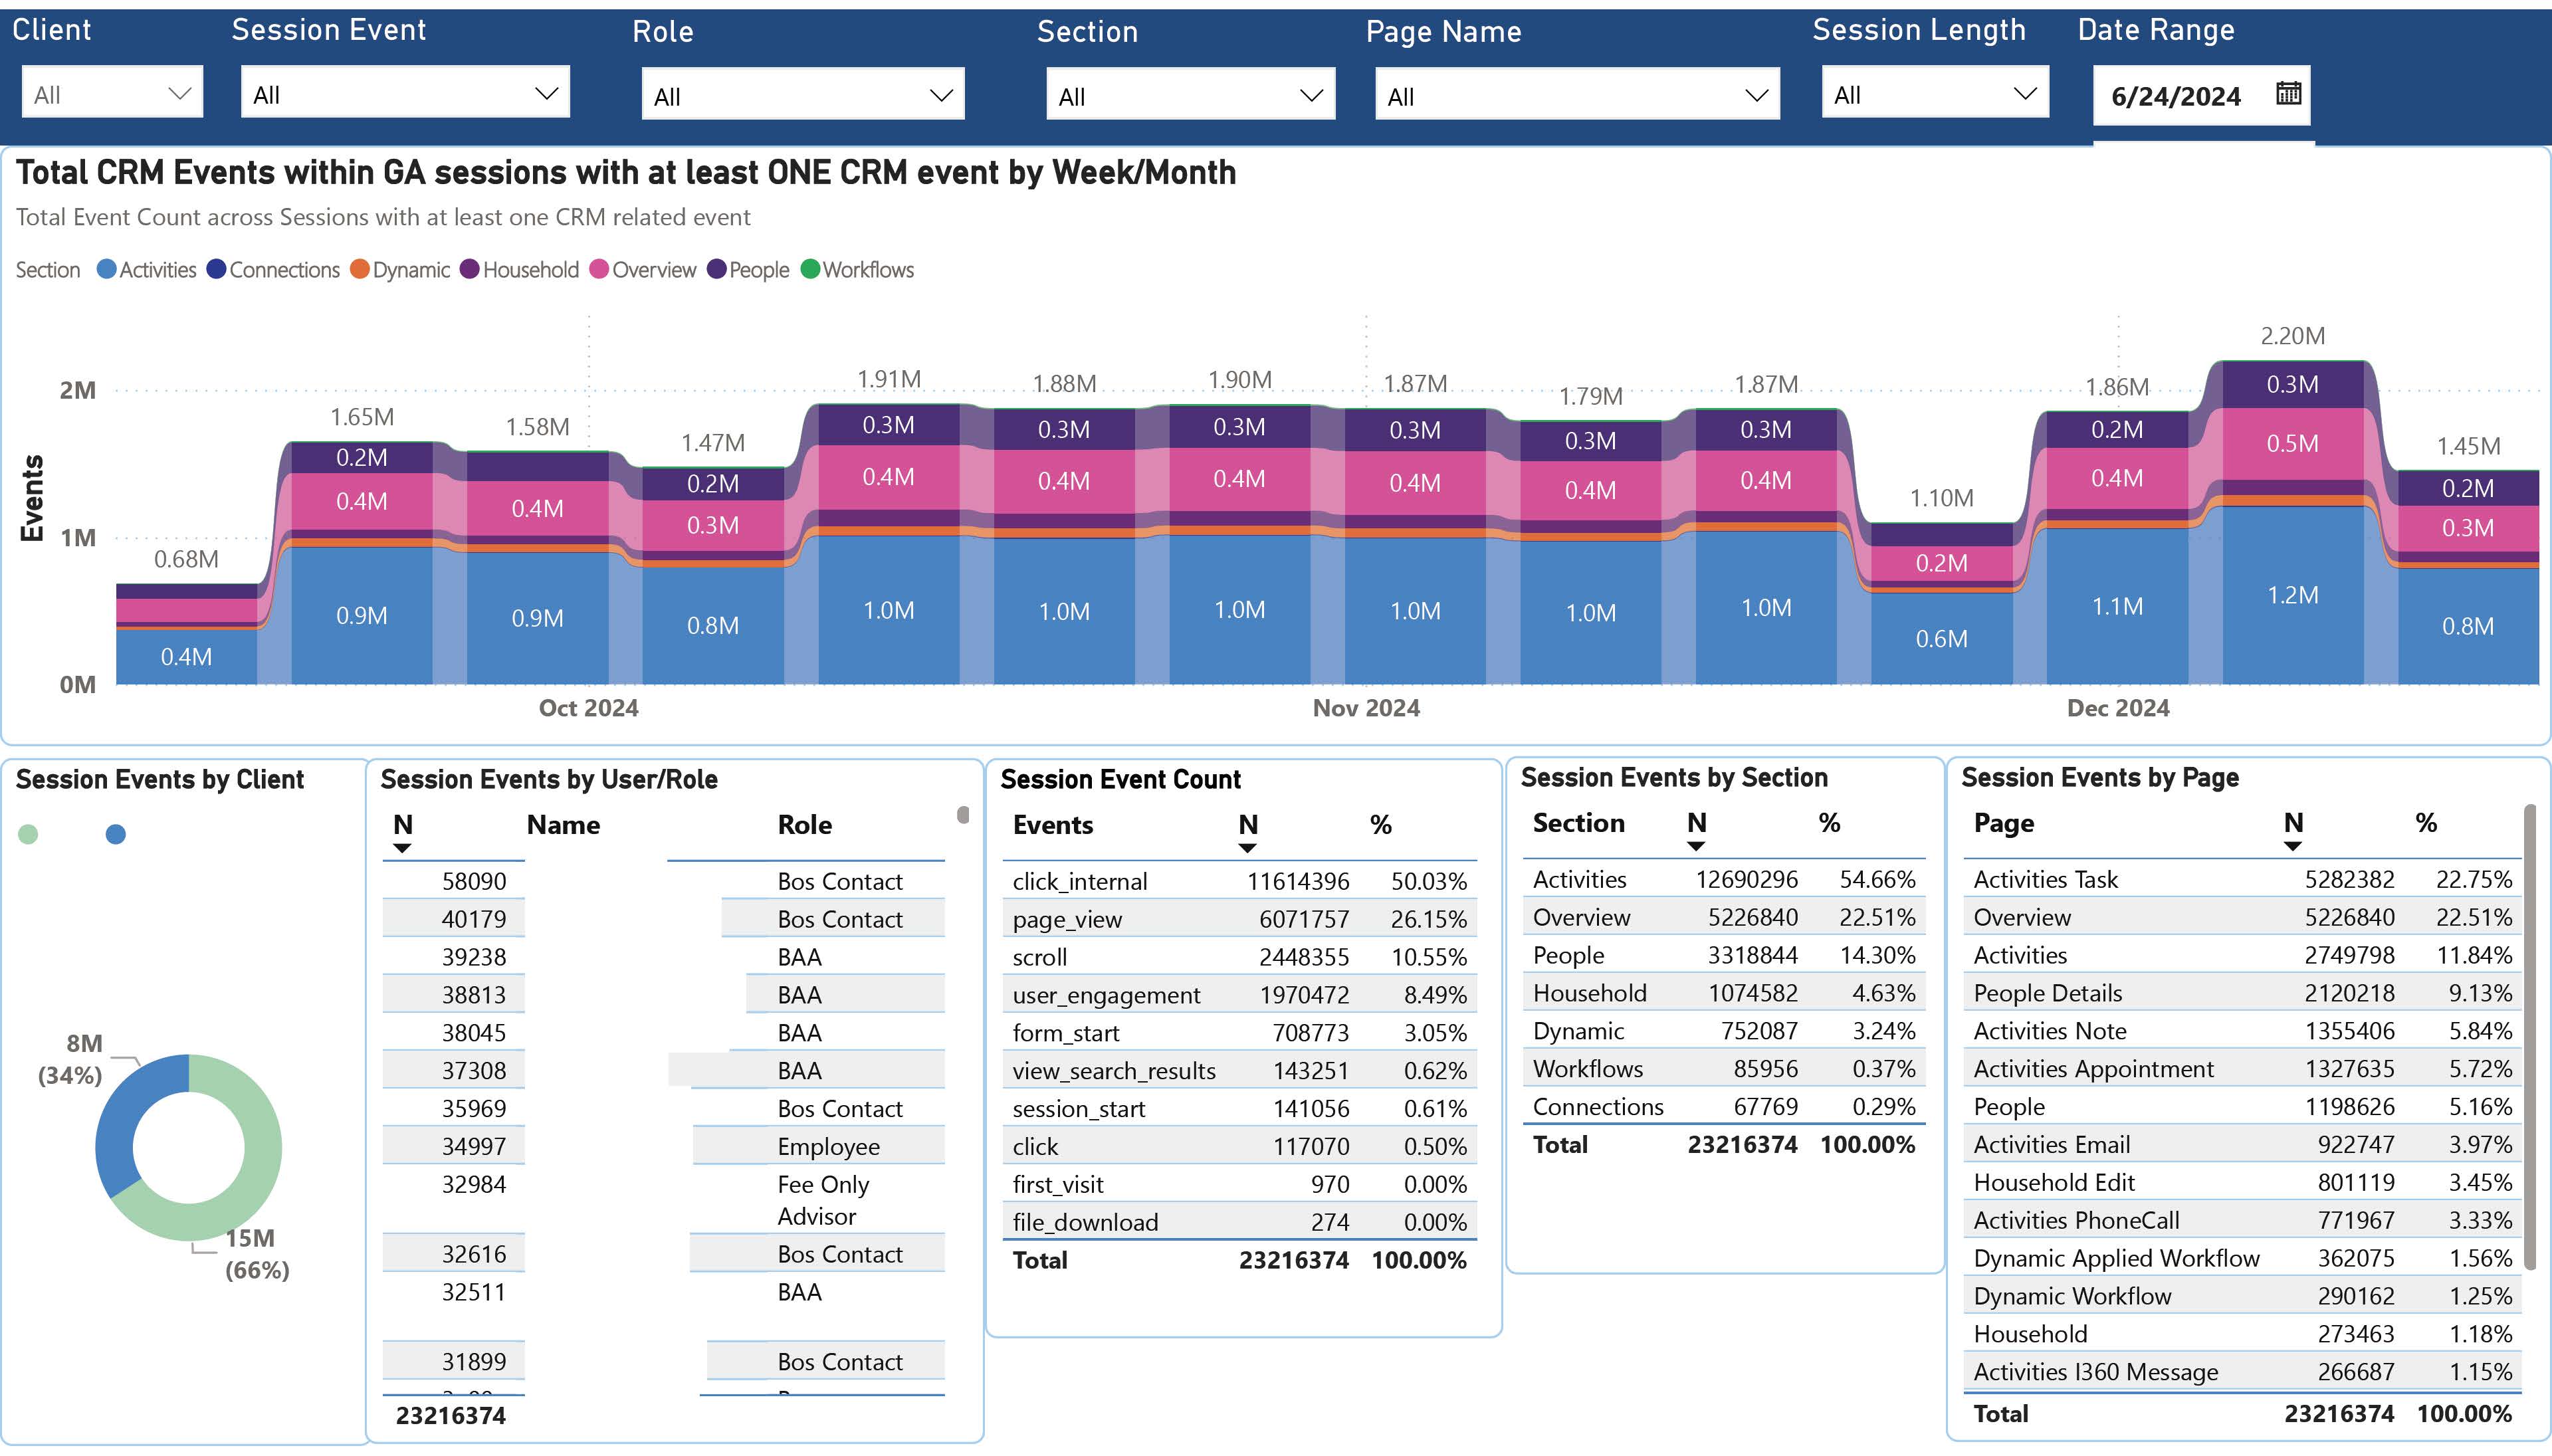 Client Session Event Role Section Page Name Session Length Date Range
All All All All All All 6/24/2024
Total CRM Events within GA sessions with at least ONE CRM event by Week/Month
Total Event Count across Sessions with at least one CRM related event
Section Activities Connections Dynamic Household Overview People Workflows
Events
2M
1M
0M
0.68M
0.4M
1.65M
0.2M
0.4M
0.9M
1.58M
0.4M
0.9M
1.47M
0.2M
0.3M
0.8M
1.91M
0.3M
0.4M
1.0M
1.88M
0.3M
0.4M
1.0M
1.90M
0.3M
0.4M
1.0M
1.87M
0.3M
0.4M
1.0M
1.79M
0.3M
0.4M
1.0M
1.87M
0.3M
0.4M
1.0M
1.10M
0.2M
0.6M
1.86M
0.2M
0.4M
1.1M
2.20M
0.3M
0.5M
1.2M
1.45M
0.2M
0.3M
0.8M
Oct 2024 Nov 2024 Dec 2024
Session Events by Client
8M
(34%)
15M
(66%)
Session Events by User/Role
N Name Role
58090 Bos Contact
40179 Bos Contact
39238 BAA
38813 BAA
38045 BAA
37308 BAA
35969 Bos Contact
34997 Employee
32984 Fee Only
Advisor
32616 Bos Contact
32511 BAA
31899 Bos Contact
23216374
Session Event Count
Events N %
click_internal 11614396 50.03%
page_view 6071757 26.15%
scroll 2448355 10.55%
user_engagement 1970472 8.49%
form_start 708773 3.05%
view_search_results 143251 0.62%
session_start 141056 0.61%
click 117070 0.50%
first_visit 970 0.00%
file_download 274 0.00%
Total 23216374 100.00%
Session Events by Section
Section N %
Activities 12690296 54.66%
Overview 5226840 22.51%
People 3318844 14.30%
Household 1074582 4.63%
Dynamic 752087 3.24%
Workflows 85956 0.37%
Connections 67769 0.29%
Total 23216374 100.00%
Session Events by Page
Page N %
Activities Task 5282382 22.75%
Overview 5226840 22.51%
Activities 2749798 11.84%
People Details 2120218 9.13%
Activities Note 1355406 5.84%
Activities Appointment 1327635 5.72%
People 1198626 5.16%
Activities Email 922747 3.97%
Household Edit 801119 3.45%
Activities PhoneCall 771967 3.33%
Dynamic Applied Workflow 362075 1.56%
Dynamic Workflow 290162 1.25%
Household 273463 1.18%
Activities I360 Message 266687 1.15%
Total 23216374 100.00%